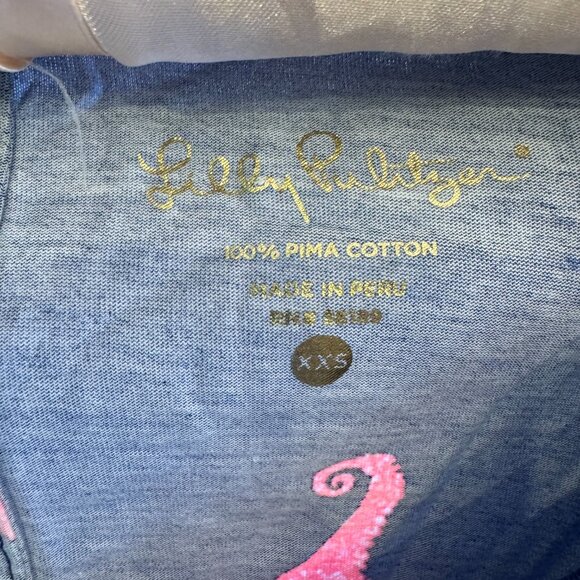 Lilly Pulitzer®
100% PIMA COTTON
MADE IN PERU
XXS